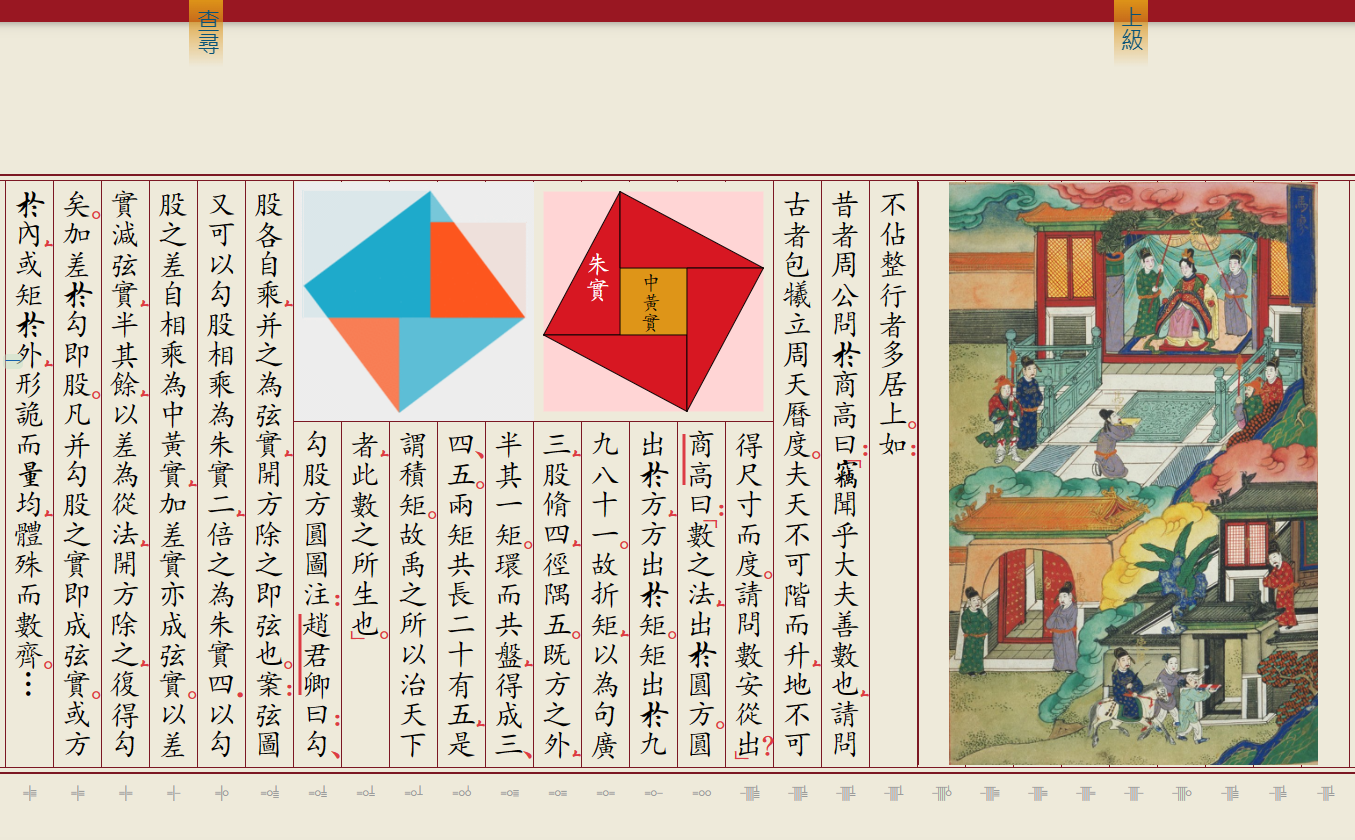 上級
查尋
不佔整行者多居上。如：
昔者周公問於商高曰：「竊聞乎大夫善數也，請問
古者包犧立周天曆度。夫天不可階而升，地不可
得尺寸而度。請問數安從出？」
商高曰：「數之法，出於圓方。圓
出於方，方出於矩。矩出於九
九八十一。故折矩，以為句廣
三，股脩四，徑隅五。既方之外，
半其一矩。環而共盤，得成三、
四、五。兩矩共長二十有五，是
謂積矩。故禹之所以治天下
者，此數之所生也」。
朱實
中黃實
勾股方圓圖注：趙君卿曰：勾、
股各自乘，并之為弦實，開方除之即弦也。案：弦圖
又可以勾股相乘為朱實二，倍之為朱實四．以勾
股之差自相乘為中黃實，加差實亦成弦實。以差
實減弦實，半其餘，以差為從法，開方除之，復得勾
矣。加差於勾即股。凡并勾股之實即成弦實。或方
於內，或矩於外，形詭而量均，體殊而數齊。…